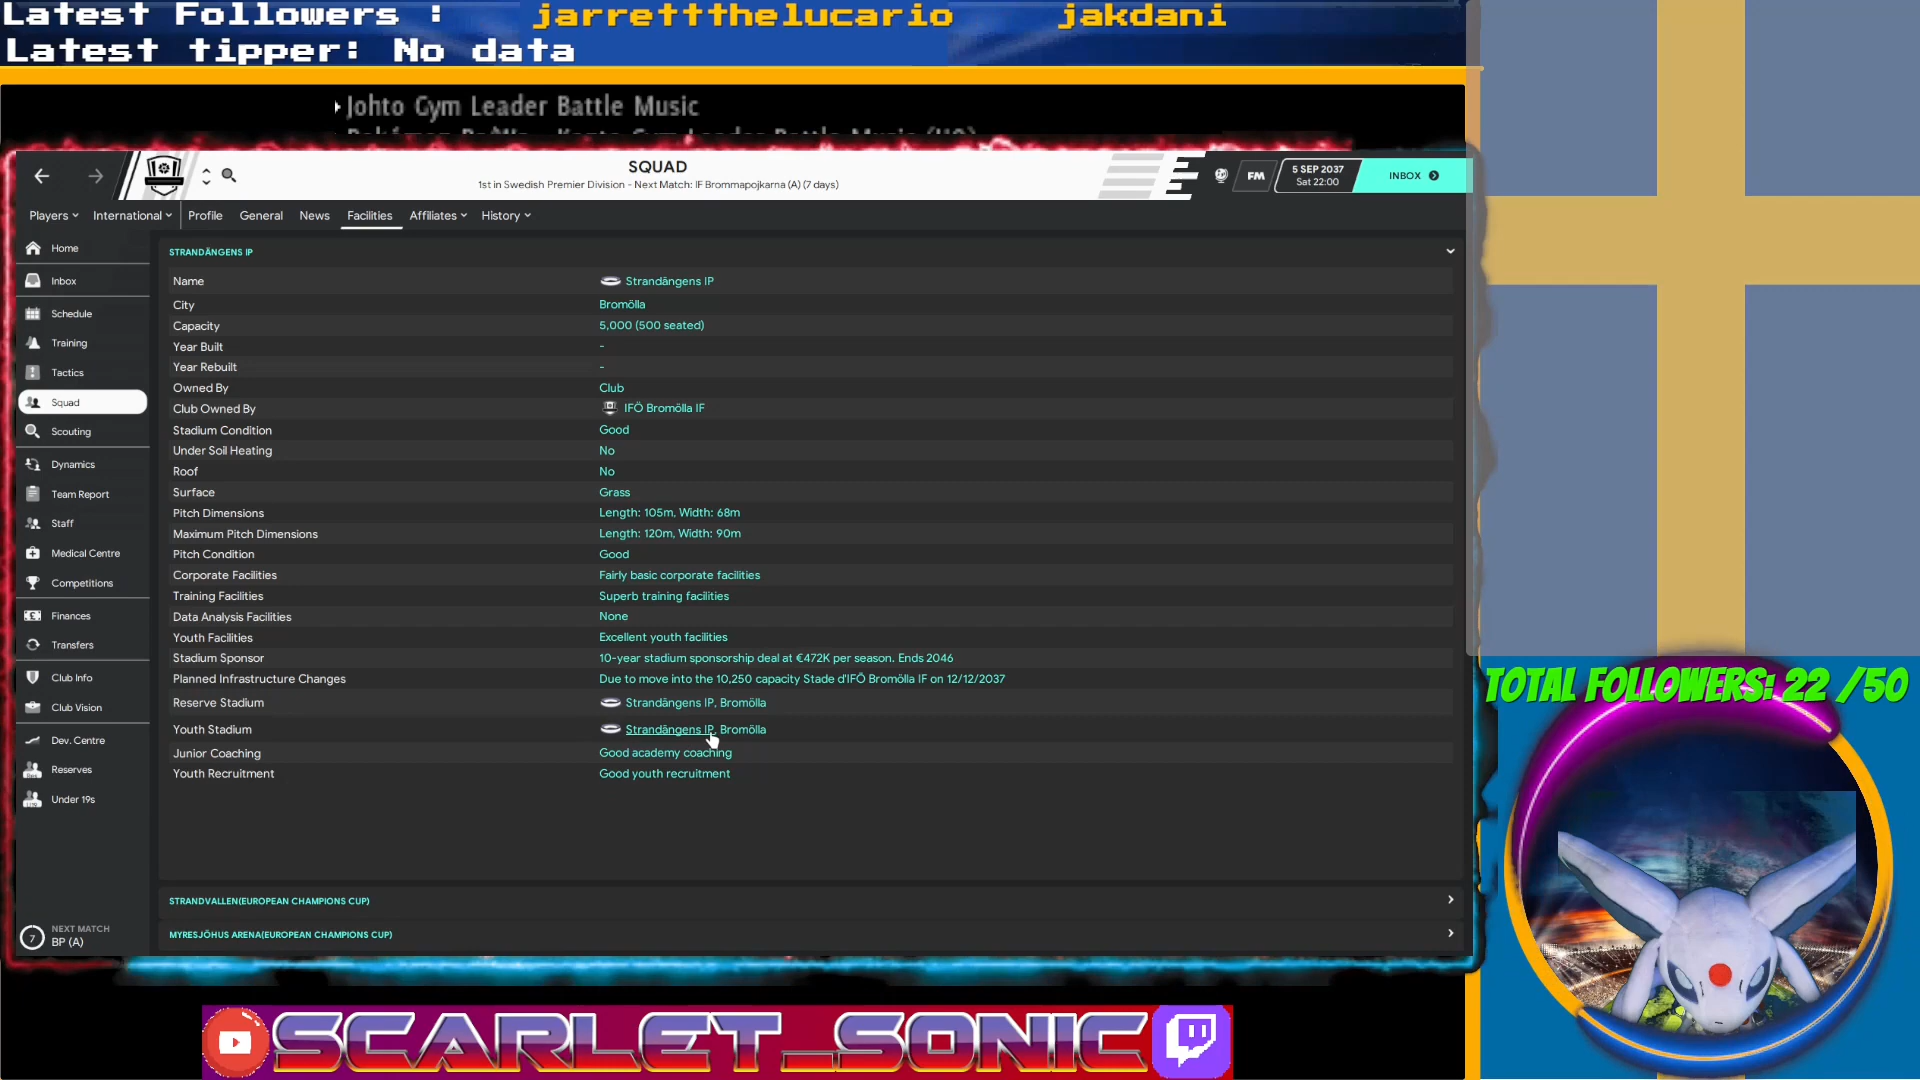 Latest Followers : jarrettthelucario jakdani
Latest tipper: No data
Johto Gym Leader Battle Music
SQUAD
1st in Swedish Premier Division - Next Match: IF Brommapojkarna (A) (7 days)
FM
5 SEP 2037
Sat 22:00
INBOX
Players
International
Profile
General
News
Facilities
Affiliates
History
Home
Inbox
Schedule
Training
Tactics
Squad
Scouting
Dynamics
Team Report
Staff
Medical Centre
Competitions
Finances
Transfers
Club Info
Club Vision
Dev. Centre
Reserves
Under 19s
7
NEXT MATCH
BP (A)
STRANDÄNGENS IP
Name Strandängens IP
City Bromölla
Capacity 5,000 (500 seated)
Year Built -
Year Rebuilt -
Owned By Club
Club Owned By IFÖ Bromölla IF
Stadium Condition Good
Under Soil Heating No
Roof No
Surface Grass
Pitch Dimensions Length: 105m, Width: 68m
Maximum Pitch Dimensions Length: 120m, Width: 90m
Pitch Condition Good
Corporate Facilities Fairly basic corporate facilities
Training Facilities Superb training facilities
Data Analysis Facilities None
Youth Facilities Excellent youth facilities
Stadium Sponsor 10-year stadium sponsorship deal at €472K per season. Ends 2046
Planned Infrastructure Changes Due to move into the 10,250 capacity Stade d'IFÖ Bromölla IF on 12/12/2037
Reserve Stadium Strandängens IP, Bromölla
Youth Stadium Strandängens IP, Bromölla
Junior Coaching Good academy coaching
Youth Recruitment Good youth recruitment
STRANDVALLEN(EUROPEAN CHAMPIONS CUP)
MYRESJÖHUS ARENA(EUROPEAN CHAMPIONS CUP)
TOTAL FOLLOWERS: 22 /50
SCARLET_SONIC